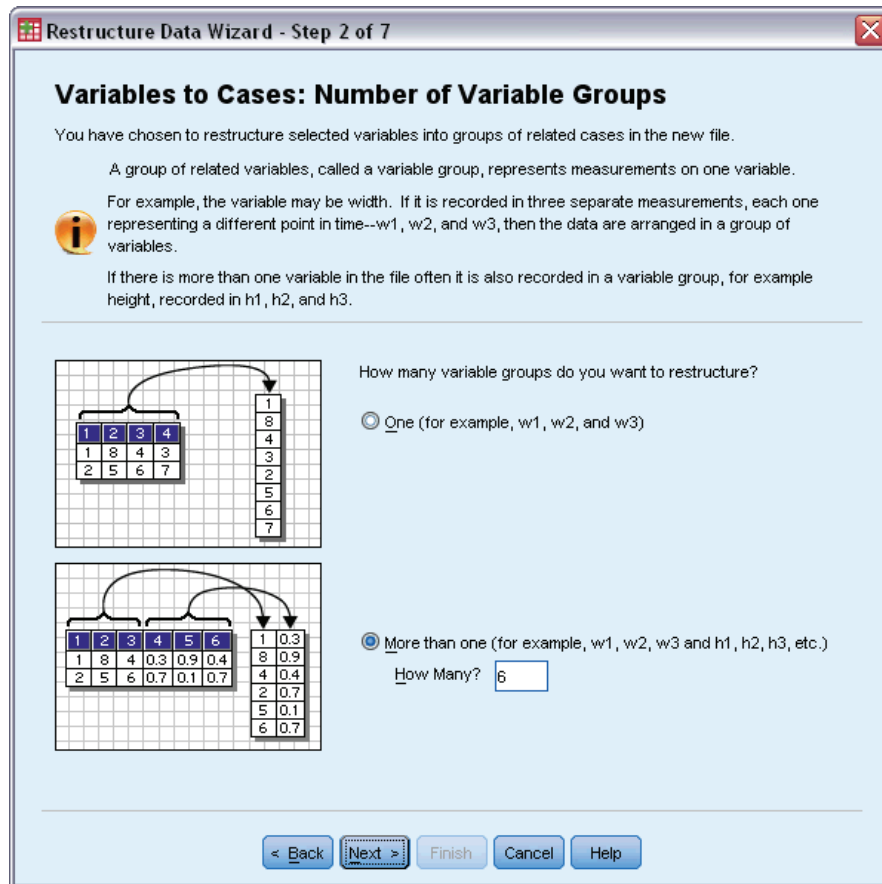 Restructure Data Wizard - Step 2 of 7
Variables to Cases: Number of Variable Groups
You have chosen to restructure selected variables into groups of related cases in the new file.
A group of related variables, called a variable group, represents measurements on one variable.
For example, the variable may be width. If it is recorded in three separate measurements, each one
representing a different point in time--w1, w2, and w3, then the data are arranged in a group of
variables.
If there is more than one variable in the file often it is also recorded in a variable group, for example
height, recorded in h1, h2, and h3.
How many variable groups do you want to restructure?
One (for example, w1, w2, and w3)
1 2 3 4
1 8 4 3
2 5 6 7
1
8
4
3
2
5
6
7
More than one (for example, w1, w2, w3 and h1, h2, h3, etc.)
How Many? 6
1 2 3 4 5 6
1 8 4 0.3 0.9 0.4
2 5 6 0.7 0.1 0.7
1 0.3
8 0.9
4 0.4
2 0.7
5 0.1
6 0.7
< Back Next > Finish Cancel Help